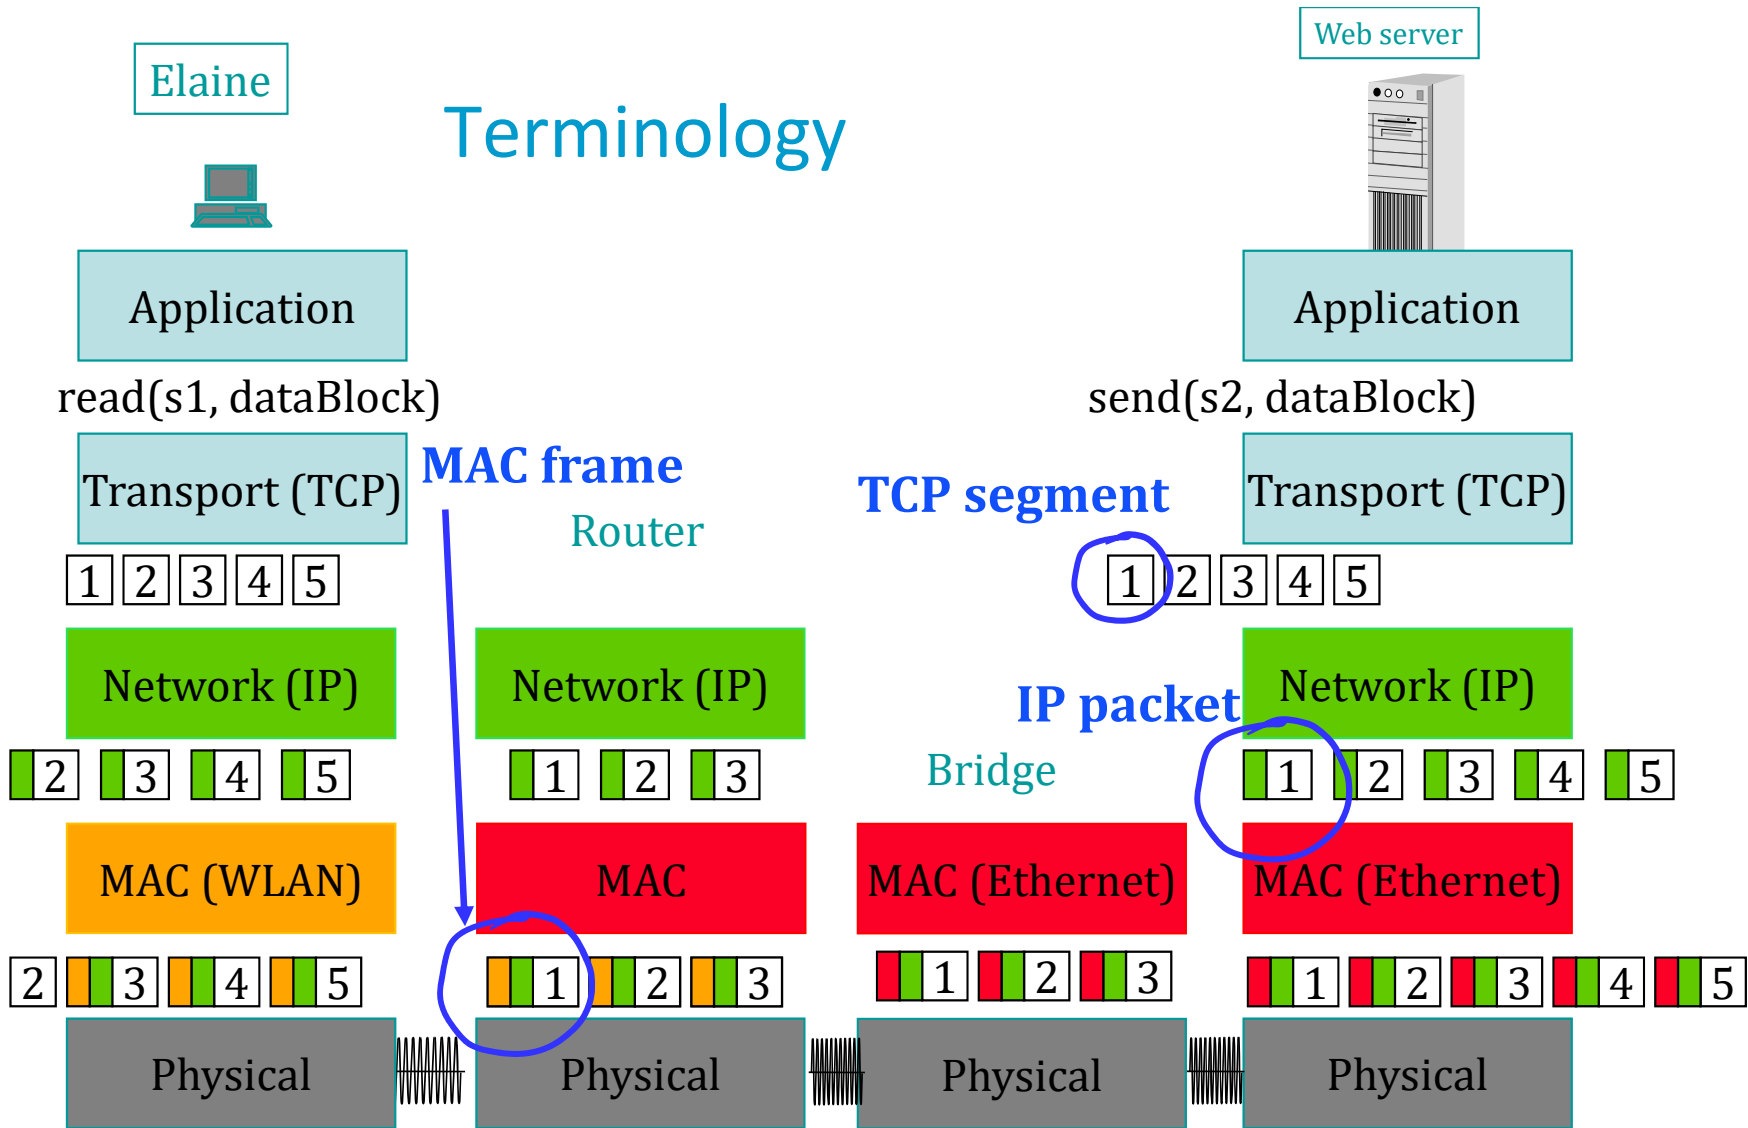 Web server
Elaine
Terminology
Application
Application
read(s1, dataBlock)
send(s2, dataBlock)
Transport (TCP)
MAC frame
TCP segment
Transport (TCP)
Router
1 2 3 4 5
1 2 3 4 5
Network (IP)
Network (IP)
IP packet
Network (IP)
2 3 4 5
1 2 3
Bridge
1 2 3 4 5
MAC (WLAN)
MAC
MAC (Ethernet)
MAC (Ethernet)
2 3 4 5
1 2 3
1 2 3
1 2 3 4 5
Physical
Physical
Physical
Physical